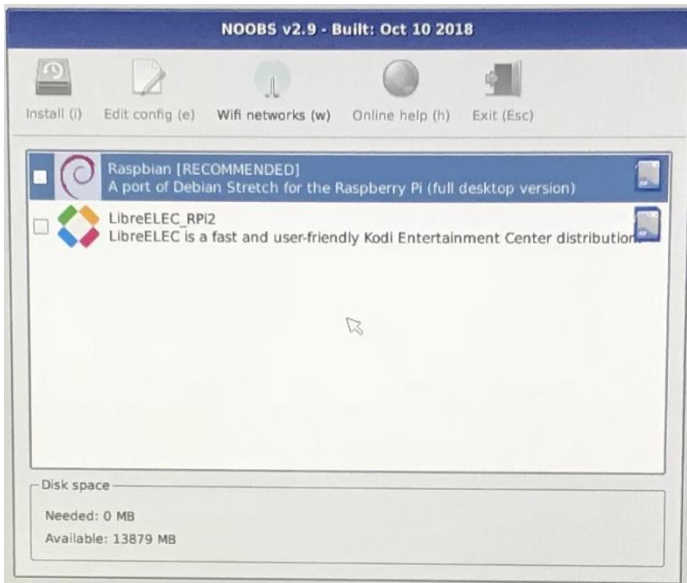 NOOBS v2.9 - Built: Oct 10 2018
Install (i) Edit config (e) Wifi networks (w) Online help (h) Exit (Esc)
Raspbian [RECOMMENDED]
A port of Debian Stretch for the Raspberry Pi (full desktop version)
LibreELEC_RPi2
LibreELEC is a fast and user-friendly Kodi Entertainment Center distribution
Disk space
Needed: 0 MB
Available: 13879 MB